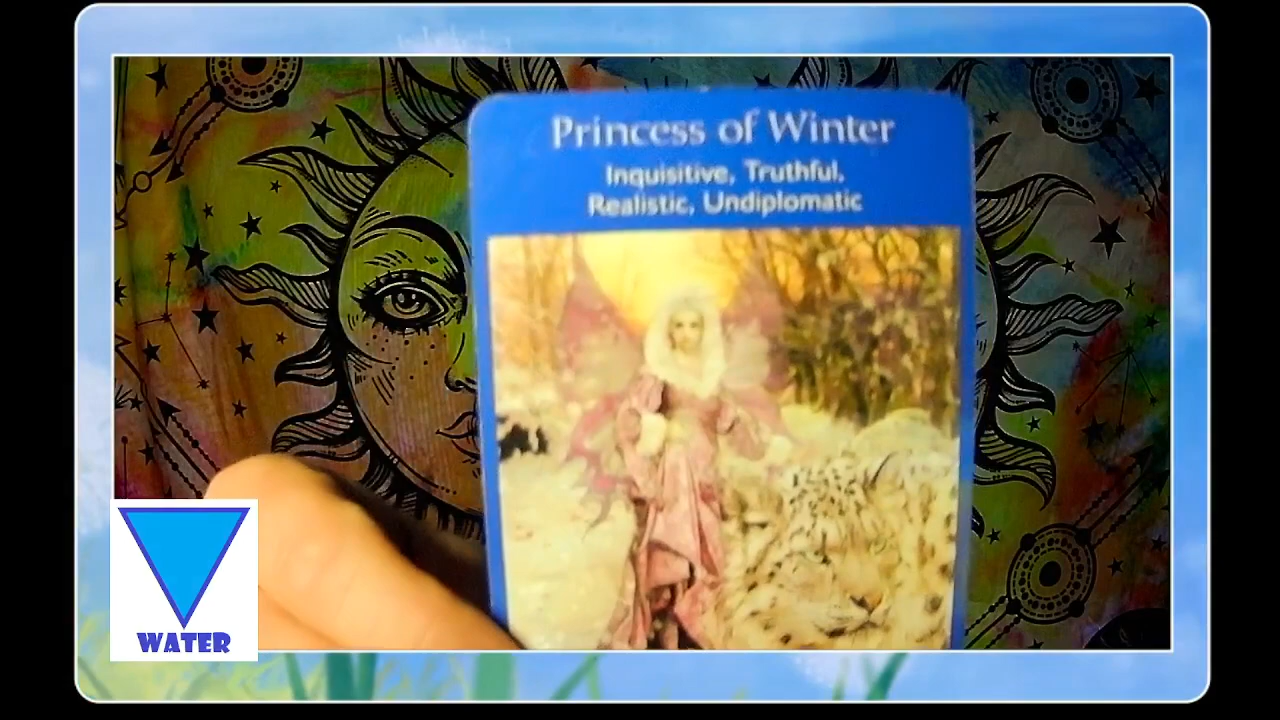 Princess of Winter
Inquisitive, Truthful,
Realistic, Undiplomatic
WATER